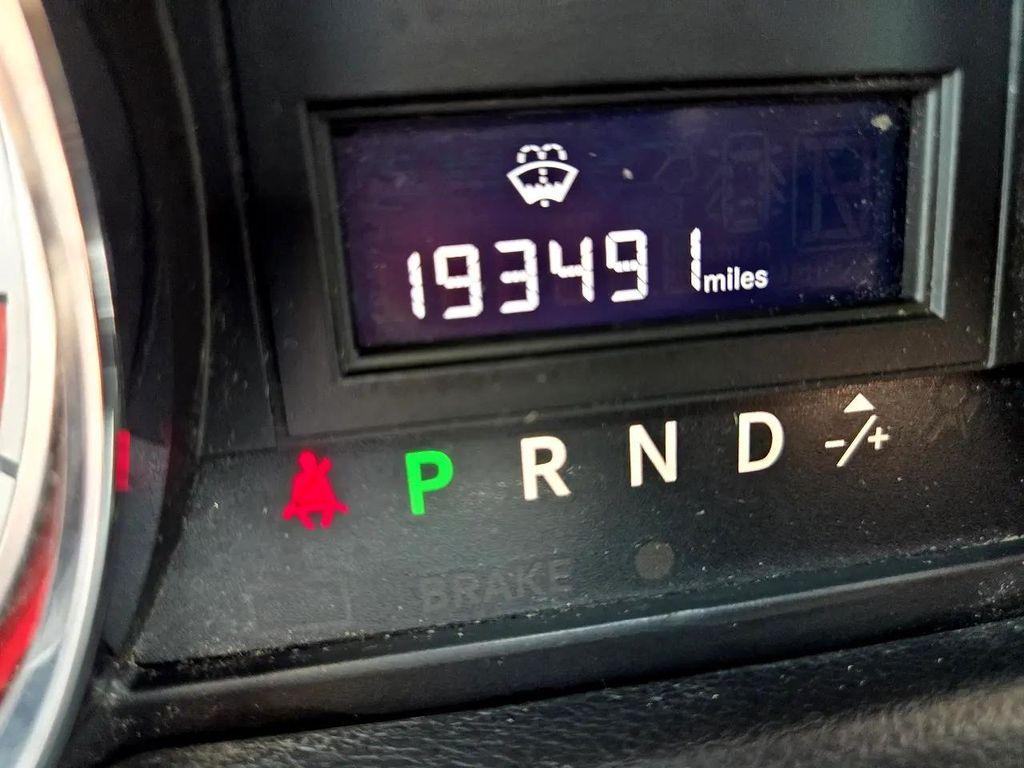 193491 miles
P R N D -/+
BRAKE